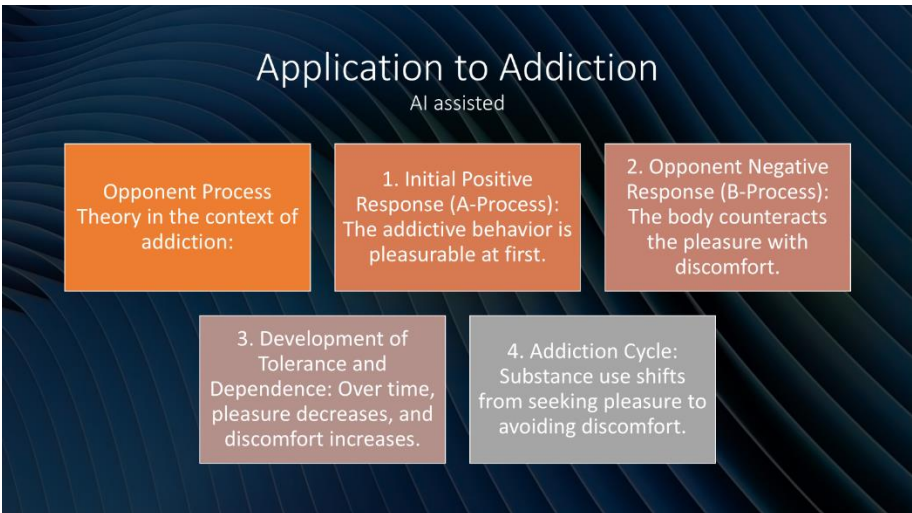 Application to Addiction
AI assisted
Opponent Process
Theory in the context of
addiction:
1. Initial Positive
Response (A-Process):
The addictive behavior is
pleasurable at first.
2. Opponent Negative
Response (B-Process):
The body counteracts
the pleasure with
discomfort.
3. Development of
Tolerance and
Dependence: Over time,
pleasure decreases, and
discomfort increases.
4. Addiction Cycle:
Substance use shifts
from seeking pleasure to
avoiding discomfort.